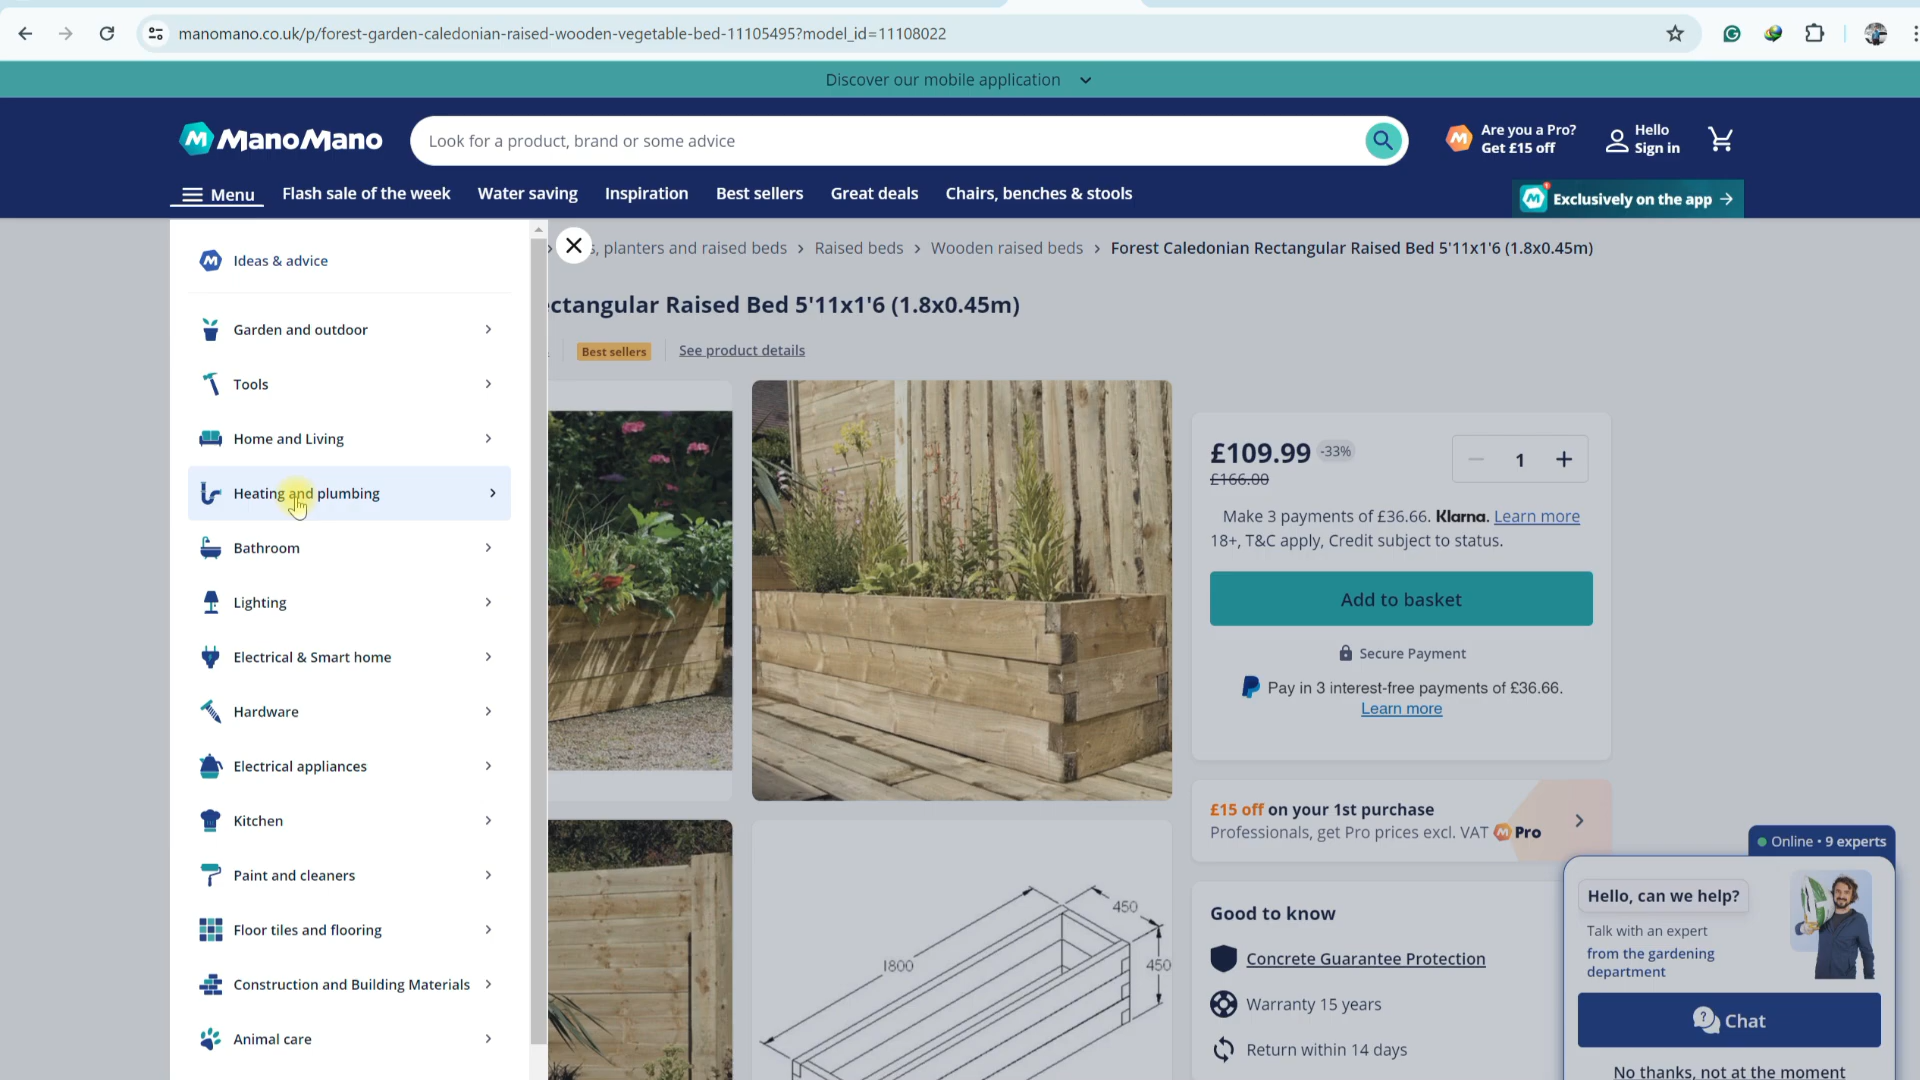 manomano.co.uk/p/forest-garden-caledonian-raised-wooden-vegetable-bed-11105495?model_id=11108022
Discover our mobile application
ManoMano
Look for a product, brand or some advice
Are you a Pro?
Get £15 off
Hello
Sign in
Menu
Flash sale of the week
Water saving
Inspiration
Best sellers
Great deals
Chairs, benches & stools
Exclusively on the app
s, planters and raised beds > Raised beds > Wooden raised beds > Forest Caledonian Rectangular Raised Bed 5'11x1'6 (1.8x0.45m)
ctangular Raised Bed 5'11x1'6 (1.8x0.45m)
Best sellers
See product details
Ideas & advice
Garden and outdoor
Tools
Home and Living
Heating and plumbing
Bathroom
Lighting
Electrical & Smart home
Hardware
Electrical appliances
Kitchen
Paint and cleaners
Floor tiles and flooring
Construction and Building Materials
Animal care
450
1800
450
£109.99 -33%
£166.00
1
Make 3 payments of £36.66. Klarna. Learn more
18+, T&C apply, Credit subject to status.
Add to basket
Secure Payment
Pay in 3 interest-free payments of £36.66.
Learn more
£15 off on your 1st purchase
Professionals, get Pro prices excl. VAT Pro
Good to know
Concrete Guarantee Protection
Warranty 15 years
Return within 14 days
Online • 9 experts
Hello, can we help?
Talk with an expert
from the gardening
department
Chat
No thanks, not at the moment